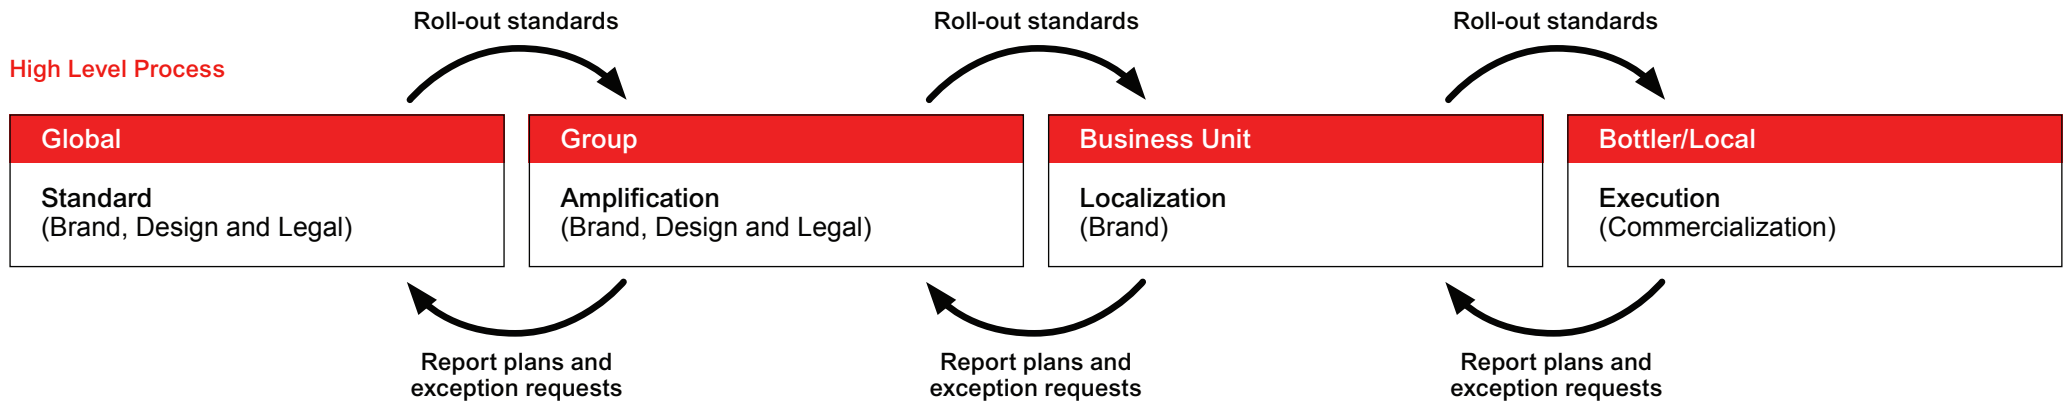 Roll-out standards
Roll-out standards
Roll-out standards
High Level Process
Global
Standard
(Brand, Design and Legal)
Group
Amplification
(Brand, Design and Legal)
Business Unit
Localization
(Brand)
Bottler/Local
Execution
(Commercialization)
Report plans and
exception requests
Report plans and
exception requests
Report plans and
exception requests